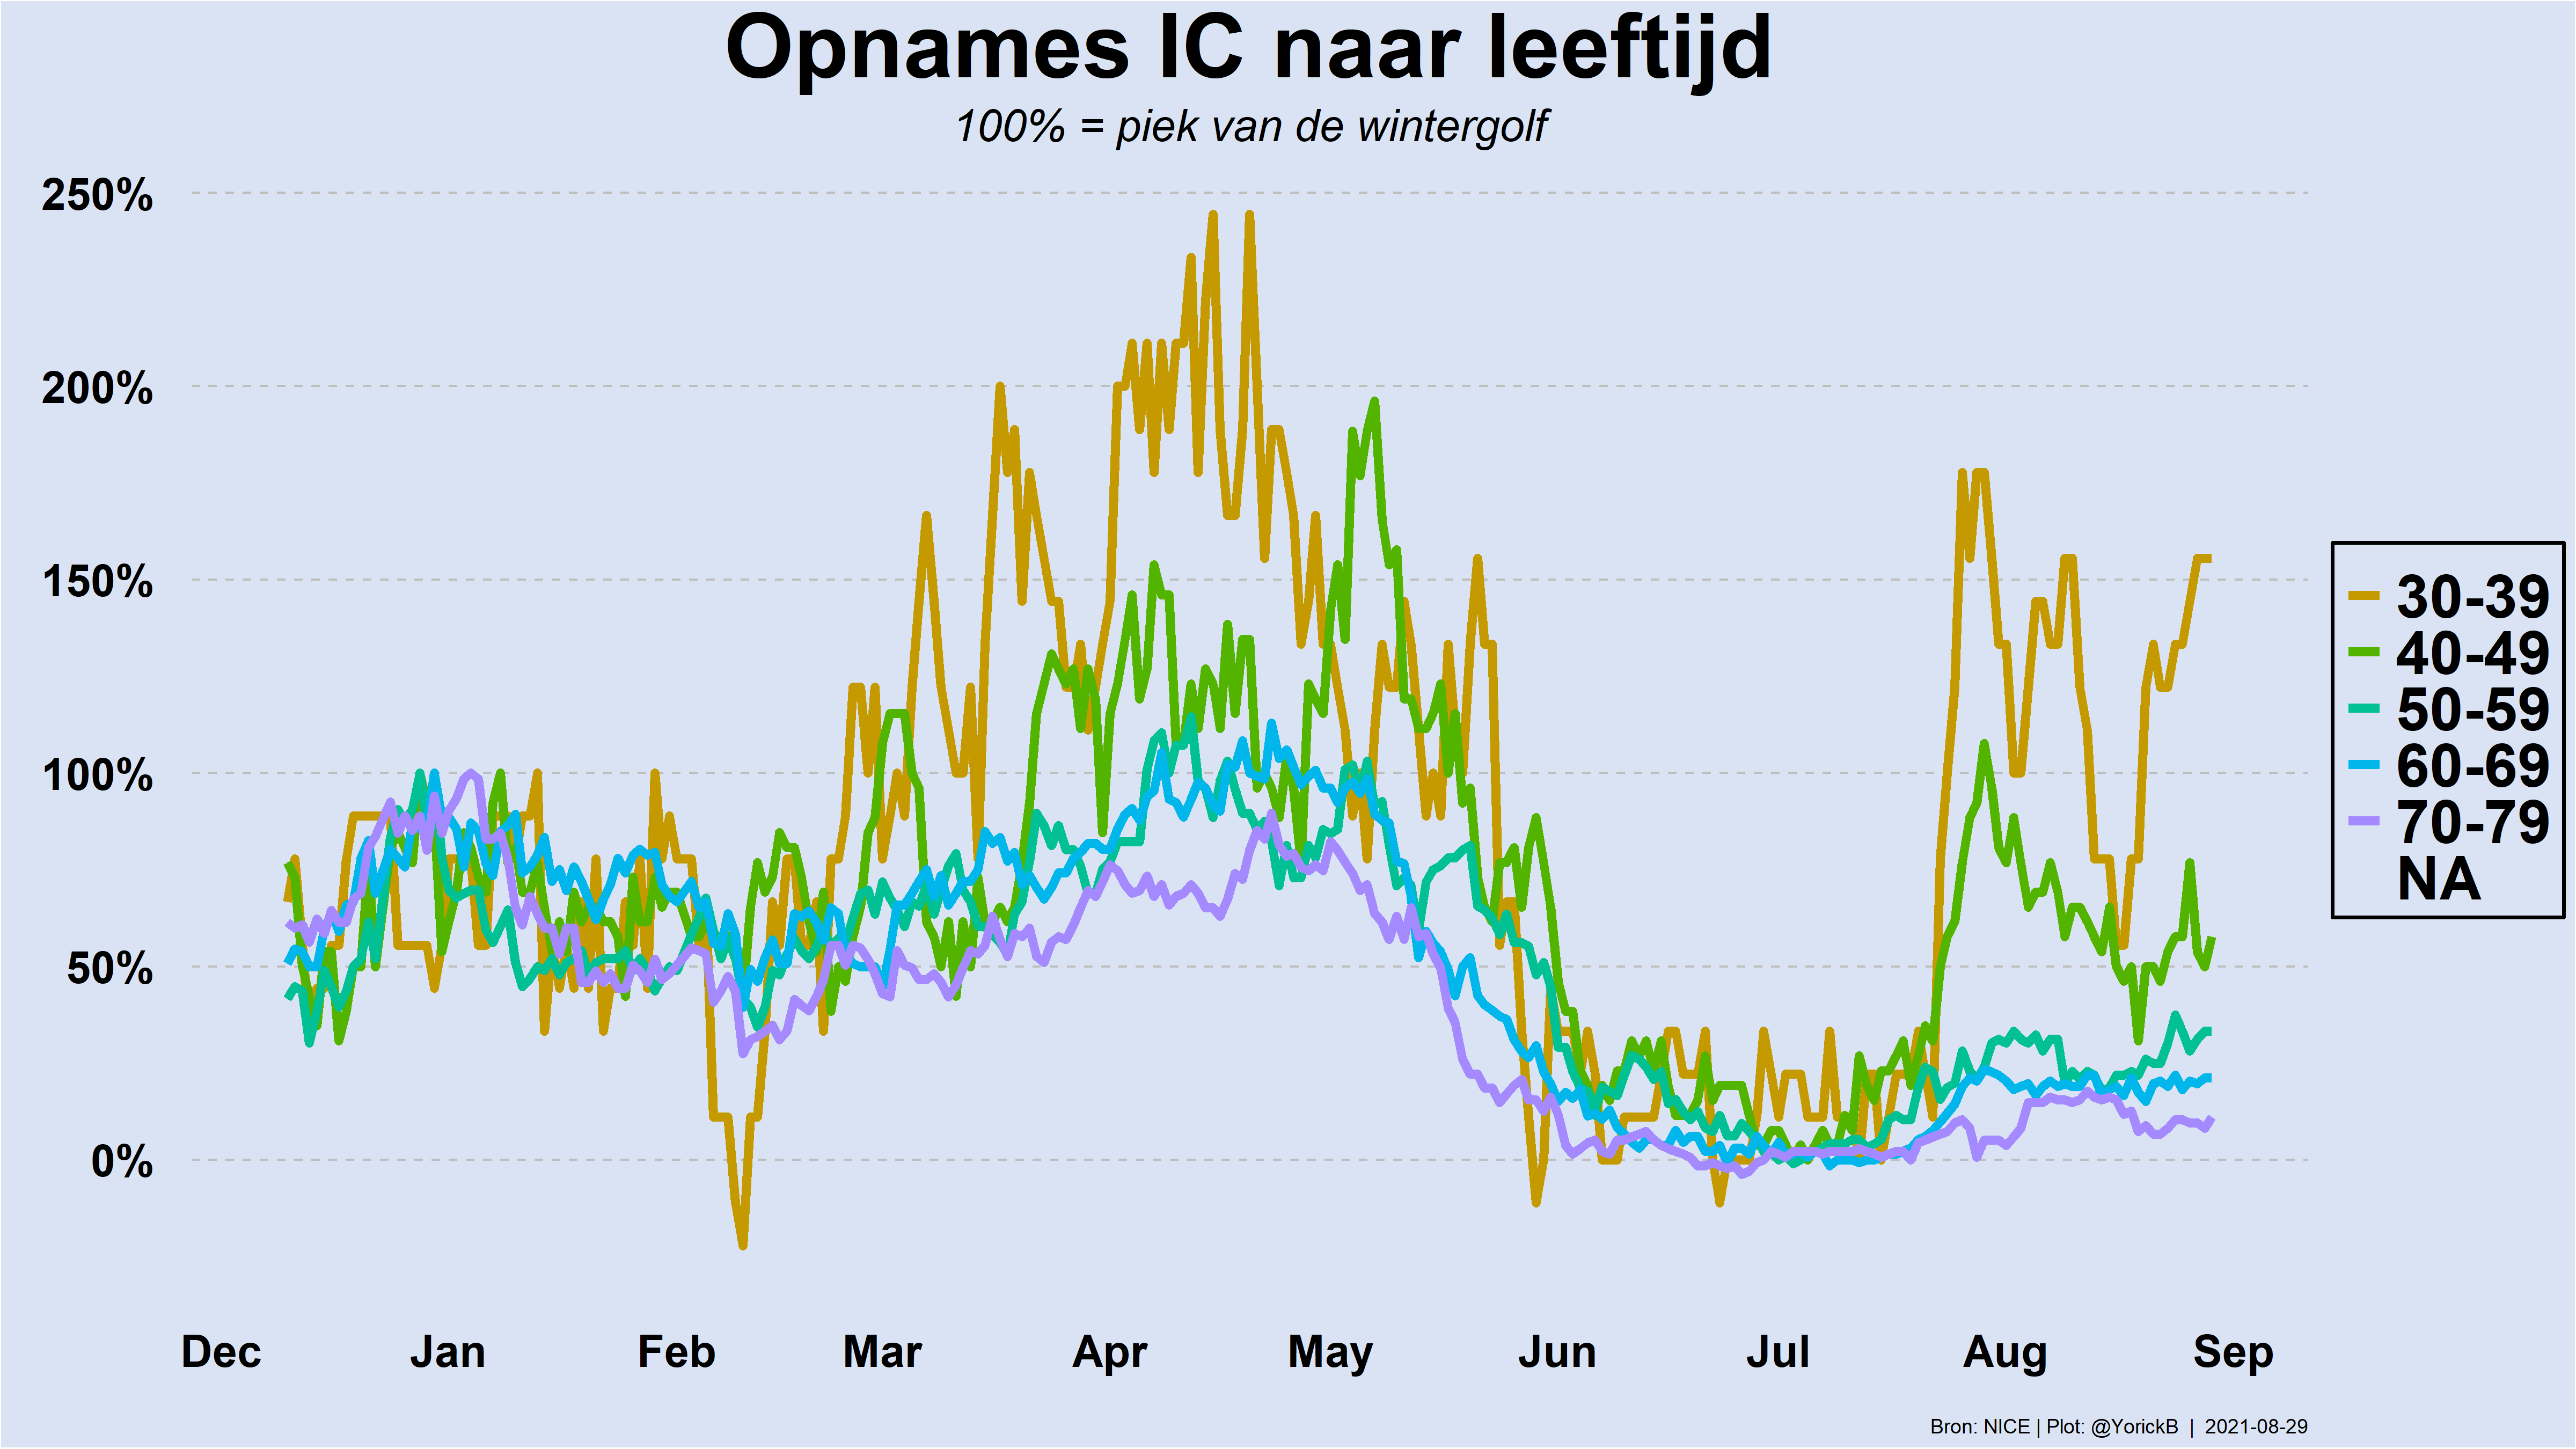 Opnames IC naar leeftijd
100% = piek van de wintergolf
250%
200%
150%
100%
50%
0%
30-39
40-49
50-59
60-69
70-79
NA
Dec Jan Feb Mar Apr May Jun Jul Aug Sep
Bron: NICE | Plot: @YorickB | 2021-08-29